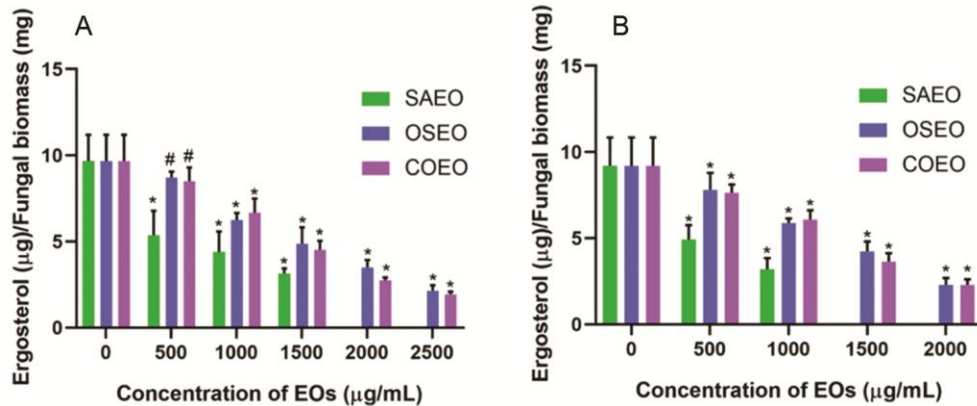 A
Ergosterol (μg)/Fungal biomass (mg)
15
10
5
0
SAEO
OSEO
COEO
* # #
* * *
* * *
* *
* *
0 500 1000 1500 2000 2500
Concentration of EOs (μg/mL)
B
Ergosterol (μg)/Fungal biomass (mg)
15
10
5
0
SAEO
OSEO
COEO
* * *
* * *
* *
* *
0 500 1000 1500 2000
Concentration of EOs (μg/mL)